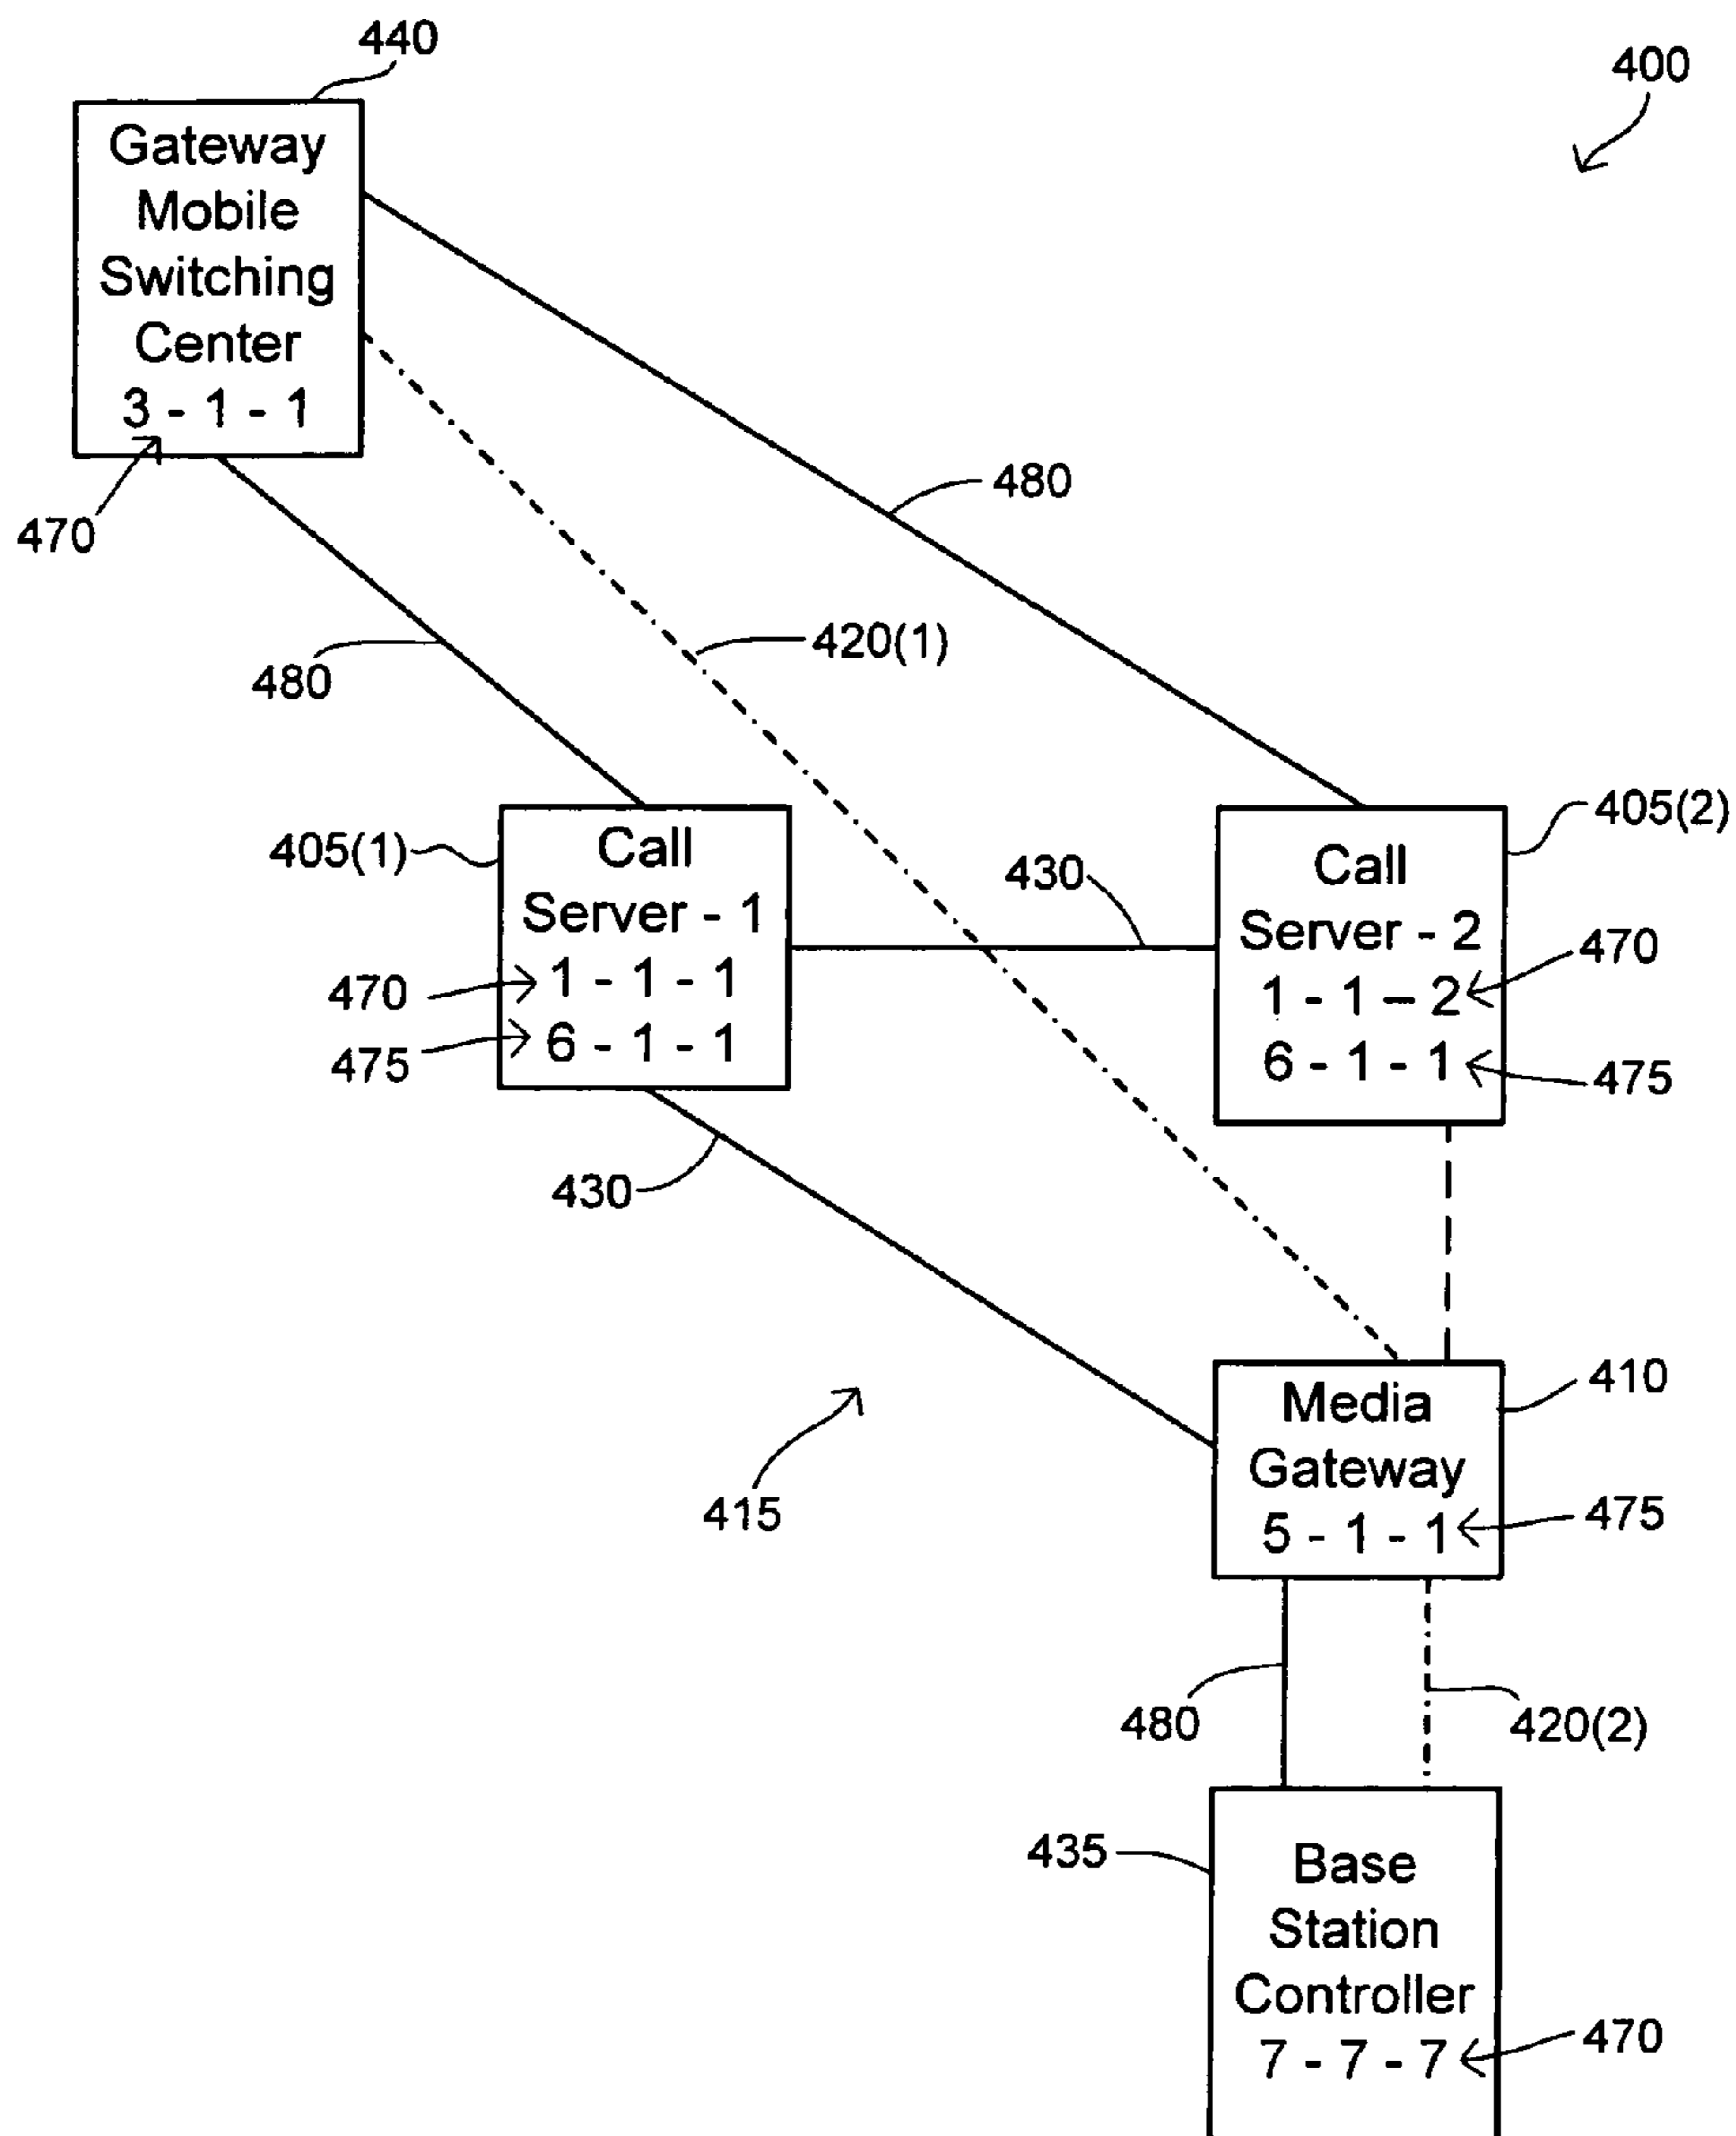 440
400
Gateway
Mobile
Switching
Center
3 - 1 - 1
470
480
480
420(1)
405(1)
Call
Server - 1
1 - 1 - 1
6 - 1 - 1
470
475
430
405(2)
Call
Server - 2
1 - 1 – 2
6 - 1 - 1
470
475
430
415
410
Media
Gateway
5 - 1 - 1
475
480
420(2)
435
Base
Station
Controller
7 - 7 - 7
470